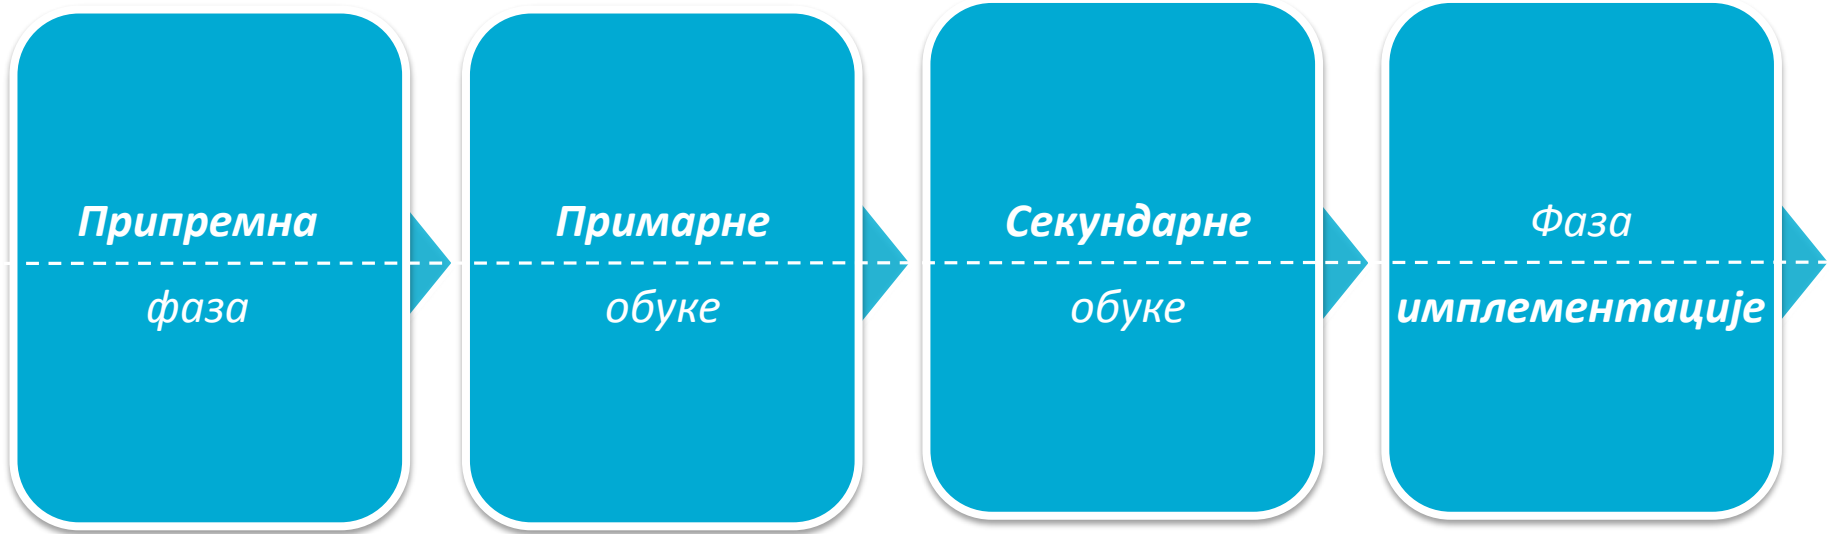 Припремна
фаза
Примарне
обуке
Секундарне
обуке
Фаза
имплементације